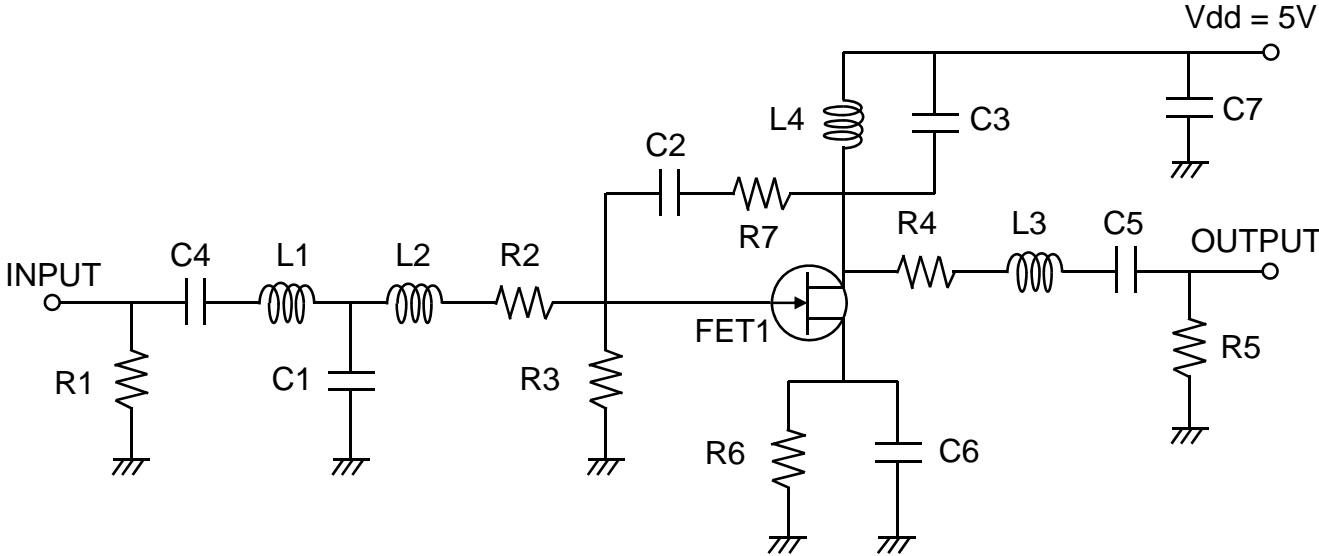 Vdd = 5V
L4
C3
C7
C2
R7
R4
L3
C5
OUTPUT
INPUT
C4
L1
L2
R2
FET1
R5
R1
C1
R3
R6
C6